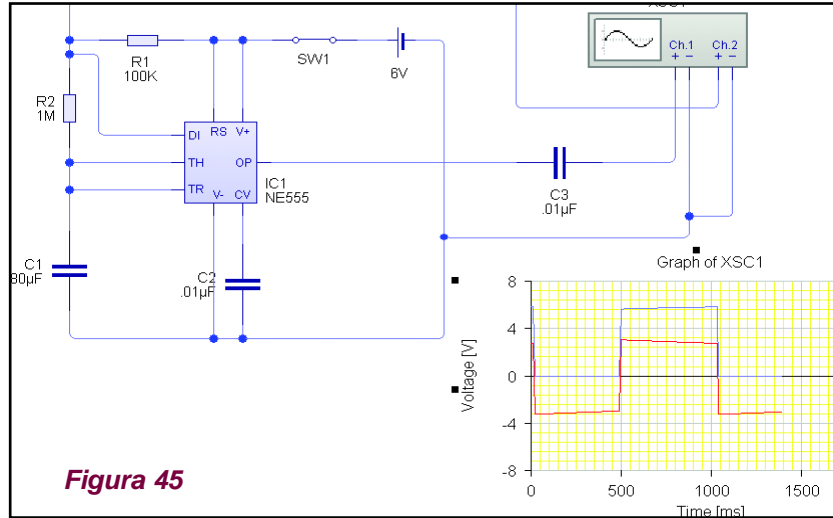 XSC1
Ch.1 Ch.2
+ − + −
R1
100K
SW1
6V
R2
1M
DI
RS
V+
TH
OP
TR
V-
CV
IC1
NE555
C3
.01µF
C1
80µF
C2
.01µF
Graph of XSC1
Voltage [V]
8
4
0
-4
-8
0 500 1000 1500
Time [ms]
Figura 45